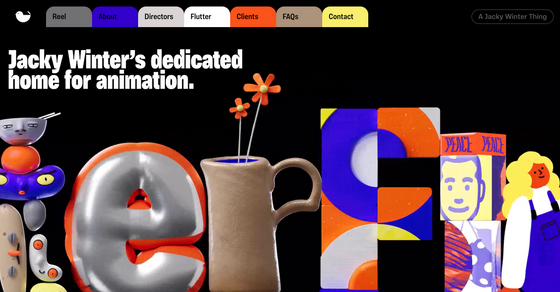 Reel
About
Directors
Flutter
Clients
FAQs
Contact
A Jacky Winter Thing
Jacky Winter's dedicated
home for animation.
PEACE PEACE